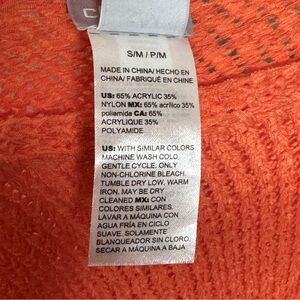 S/M / P/M
MADE IN CHINA/ HECHO EN
CHINA/ FABRIQUÉ EN CHINE
US: 65% ACRYLIC 35%
NYLON MX: 65% acrílico 35%
poliamida CA: 65%
ACRYLIQUE 35%
POLYAMIDE
US: WITH SIMILAR COLORS.
MACHINE WASH COLD,
GENTLE CYCLE. ONLY
NON-CHLORINE BLEACH.
TUMBLE DRY LOW. WARM
IRON. MAY BE DRY
CLEANED MX: CON
COLORES SIMILARES.
LAVAR A MÁQUINA CON
AGUA FRÍA EN CICLO
SUAVE. SOLAMENTE
BLANQUEADOR SIN CLORO.
SECAR A MÁQUINA A BAJA